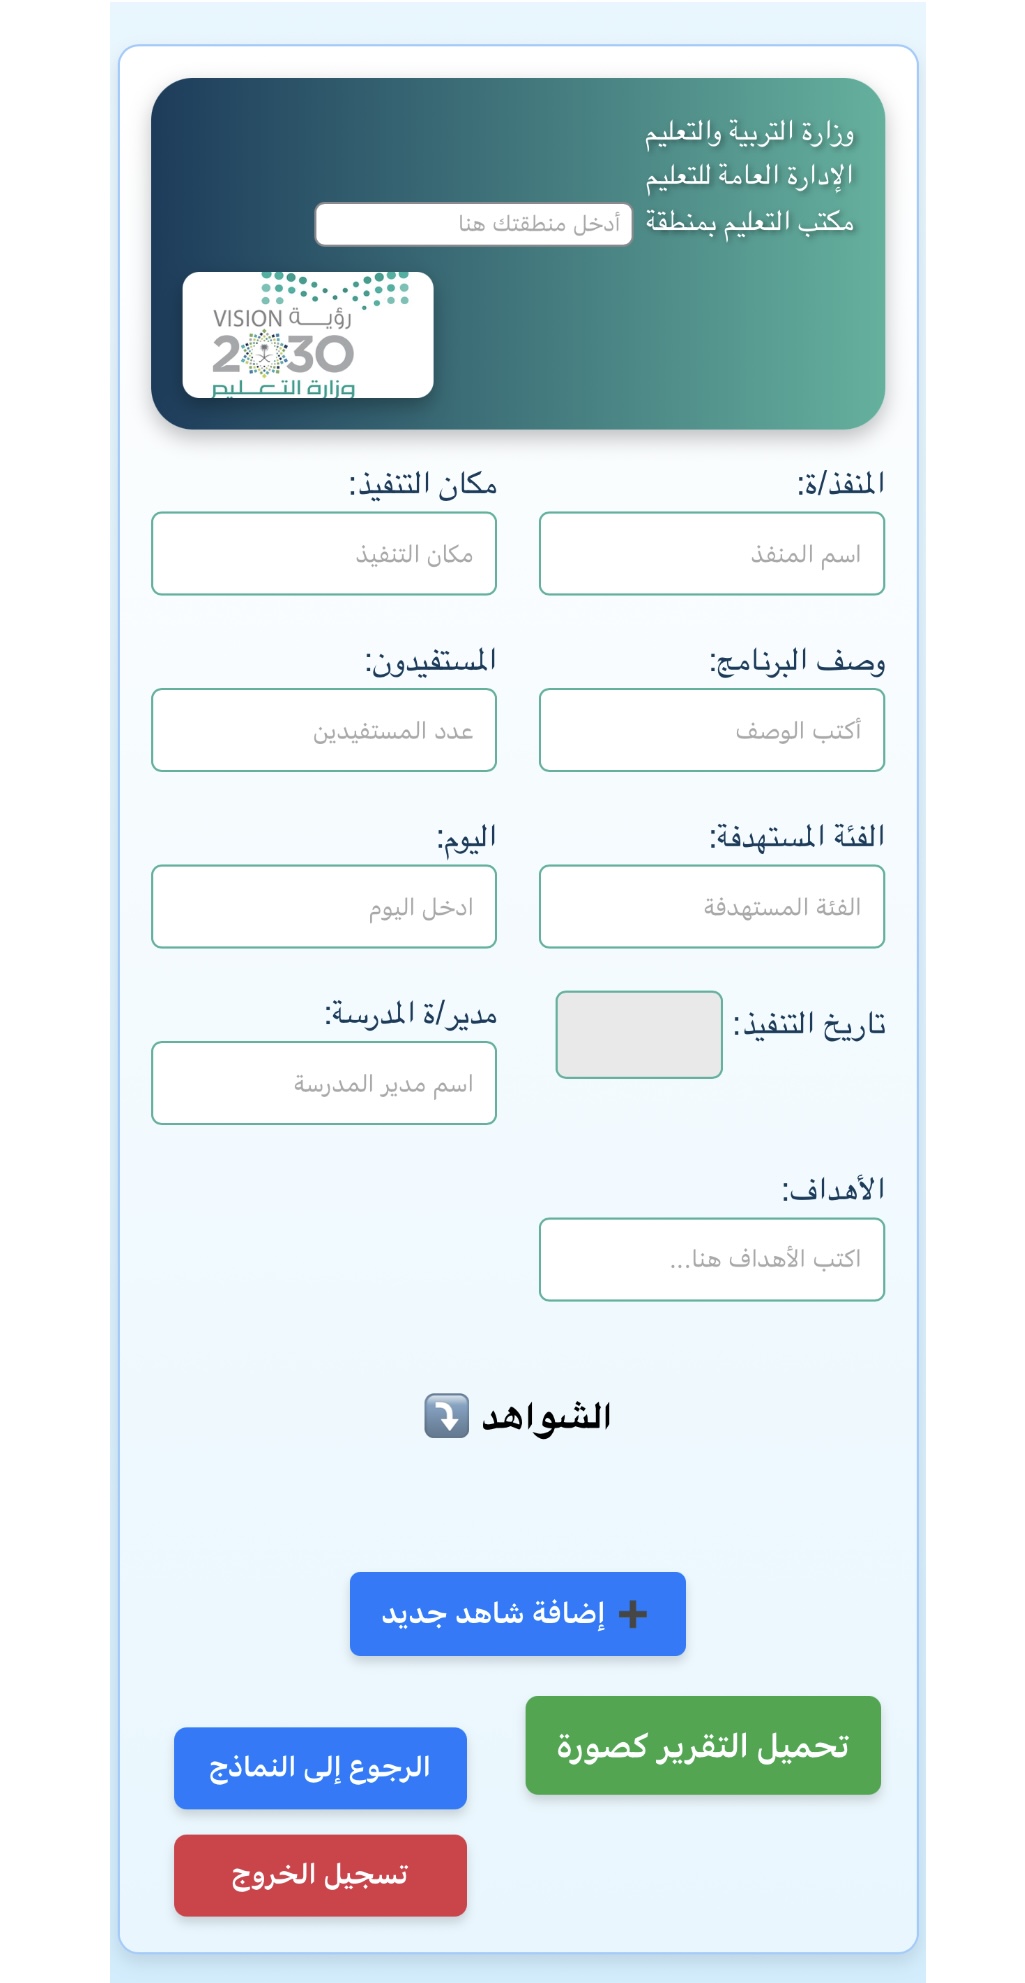 وزارة التربية والتعليم
الإدارة العامة للتعليم
مكتب التعليم بمنطقة أدخل منطقتك هنا
VISION رؤيـــة
2030
وزارة التعـــليم
المنفذ/ة:
اسم المنفذ
مكان التنفيذ:
مكان التنفيذ
وصف البرنامج:
أكتب الوصف
المستفيدون:
عدد المستفيدين
الفئة المستهدفة:
الفئة المستهدفة
اليوم:
ادخل اليوم
تاريخ التنفيذ:
مدير/ة المدرسة:
اسم مدير المدرسة
الأهداف:
اكتب الأهداف هنا...
الشواهد ⤵️
➕ إضافة شاهد جديد
تحميل التقرير كصورة
الرجوع إلى النماذج
تسجيل الخروج